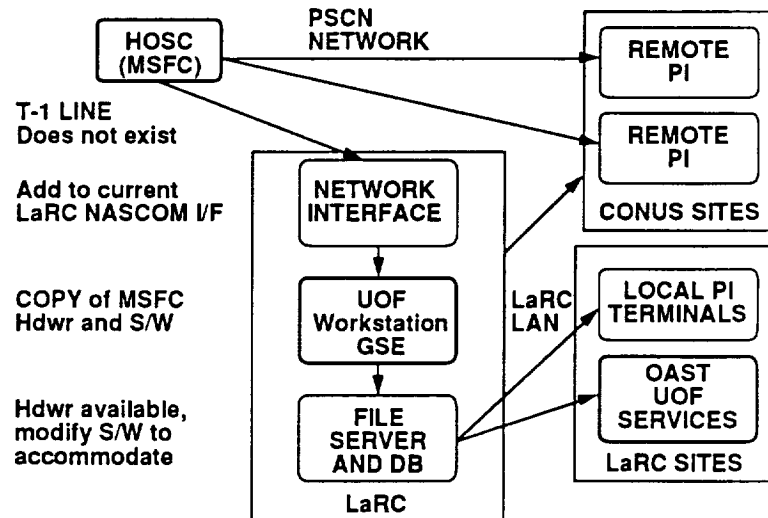 HOSC
(MSFC)
PSCN
NETWORK
REMOTE
PI
REMOTE
PI
CONUS SITES
T-1 LINE
Does not exist
Add to current
LaRC NASCOM I/F
NETWORK
INTERFACE
COPY of MSFC
Hdwr and S/W
UOF
Workstation
GSE
Hdwr available,
modify S/W to
accommodate
FILE
SERVER
AND DB
LaRC
LaRC
LAN
LOCAL PI
TERMINALS
OAST
UOF
SERVICES
LaRC SITES